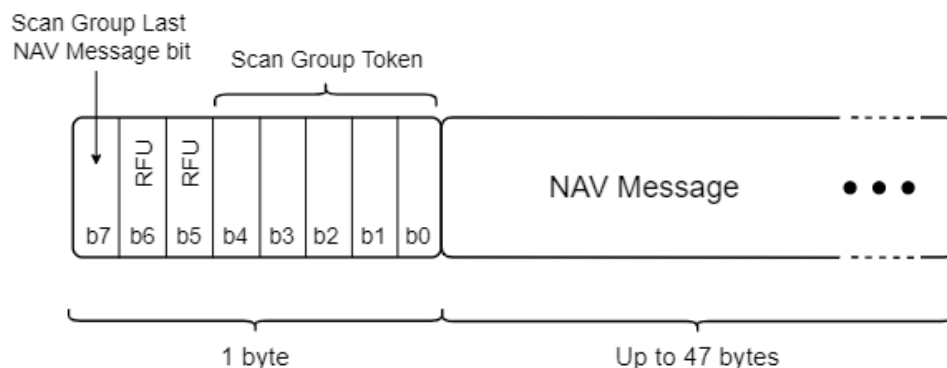 Scan Group Last
NAV Message bit
Scan Group Token
RFU
RFU
b7 b6 b5 b4 b3 b2 b1 b0
NAV Message
1 byte
Up to 47 bytes